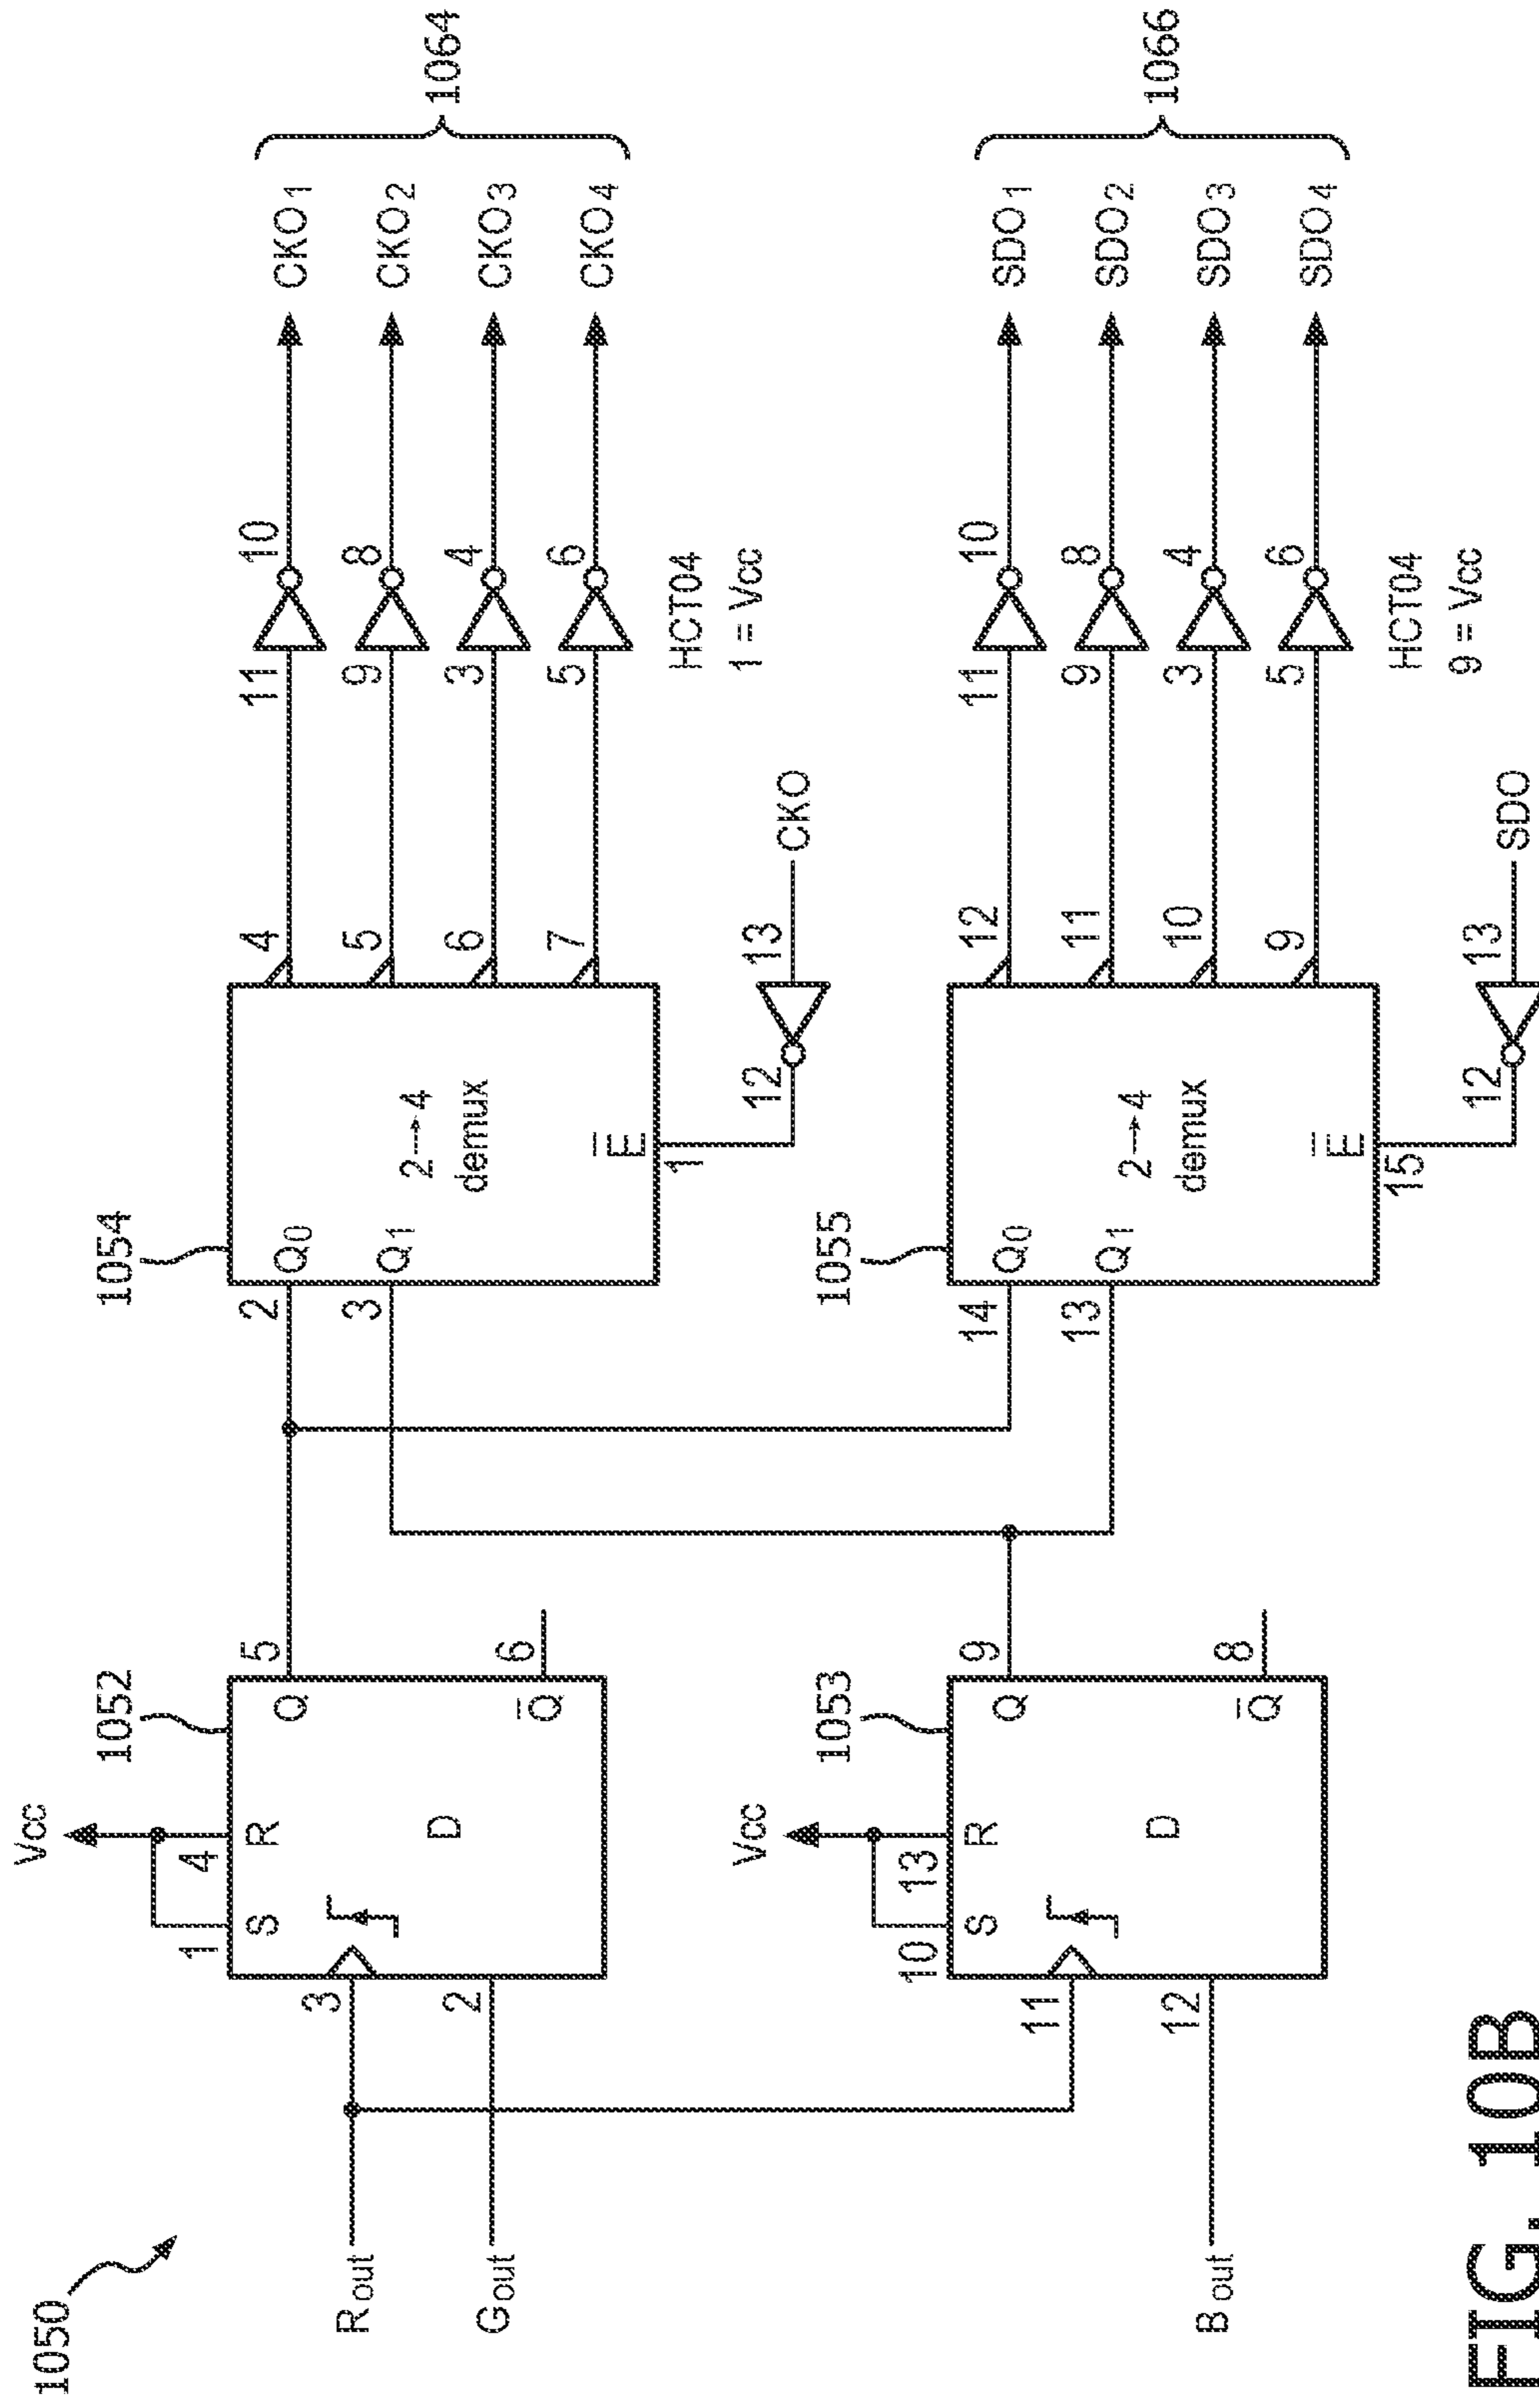 1050
Rout
Gout
Bout
Vcc
1052
1
4
S
R
3
2
D
Q
5
Q̅
6
Vcc
1053
10
13
S
R
11
12
D
Q
9
Q̅
8
1054
2
3
Q0
Q1
2→4
demux
E̅
1
4
5
6
7
12
13
CKO
11
10
9
8
3
4
5
6
HCT04
1 = Vcc
CKO1
CKO2
CKO3
CKO4
1064
1055
14
13
Q0
Q1
2→4
demux
E̅
15
12
11
10
9
12
13
SDO
11
10
9
8
3
4
5
6
HCT04
9 = Vcc
SDO1
SDO2
SDO3
SDO4
1066
FIG. 10B